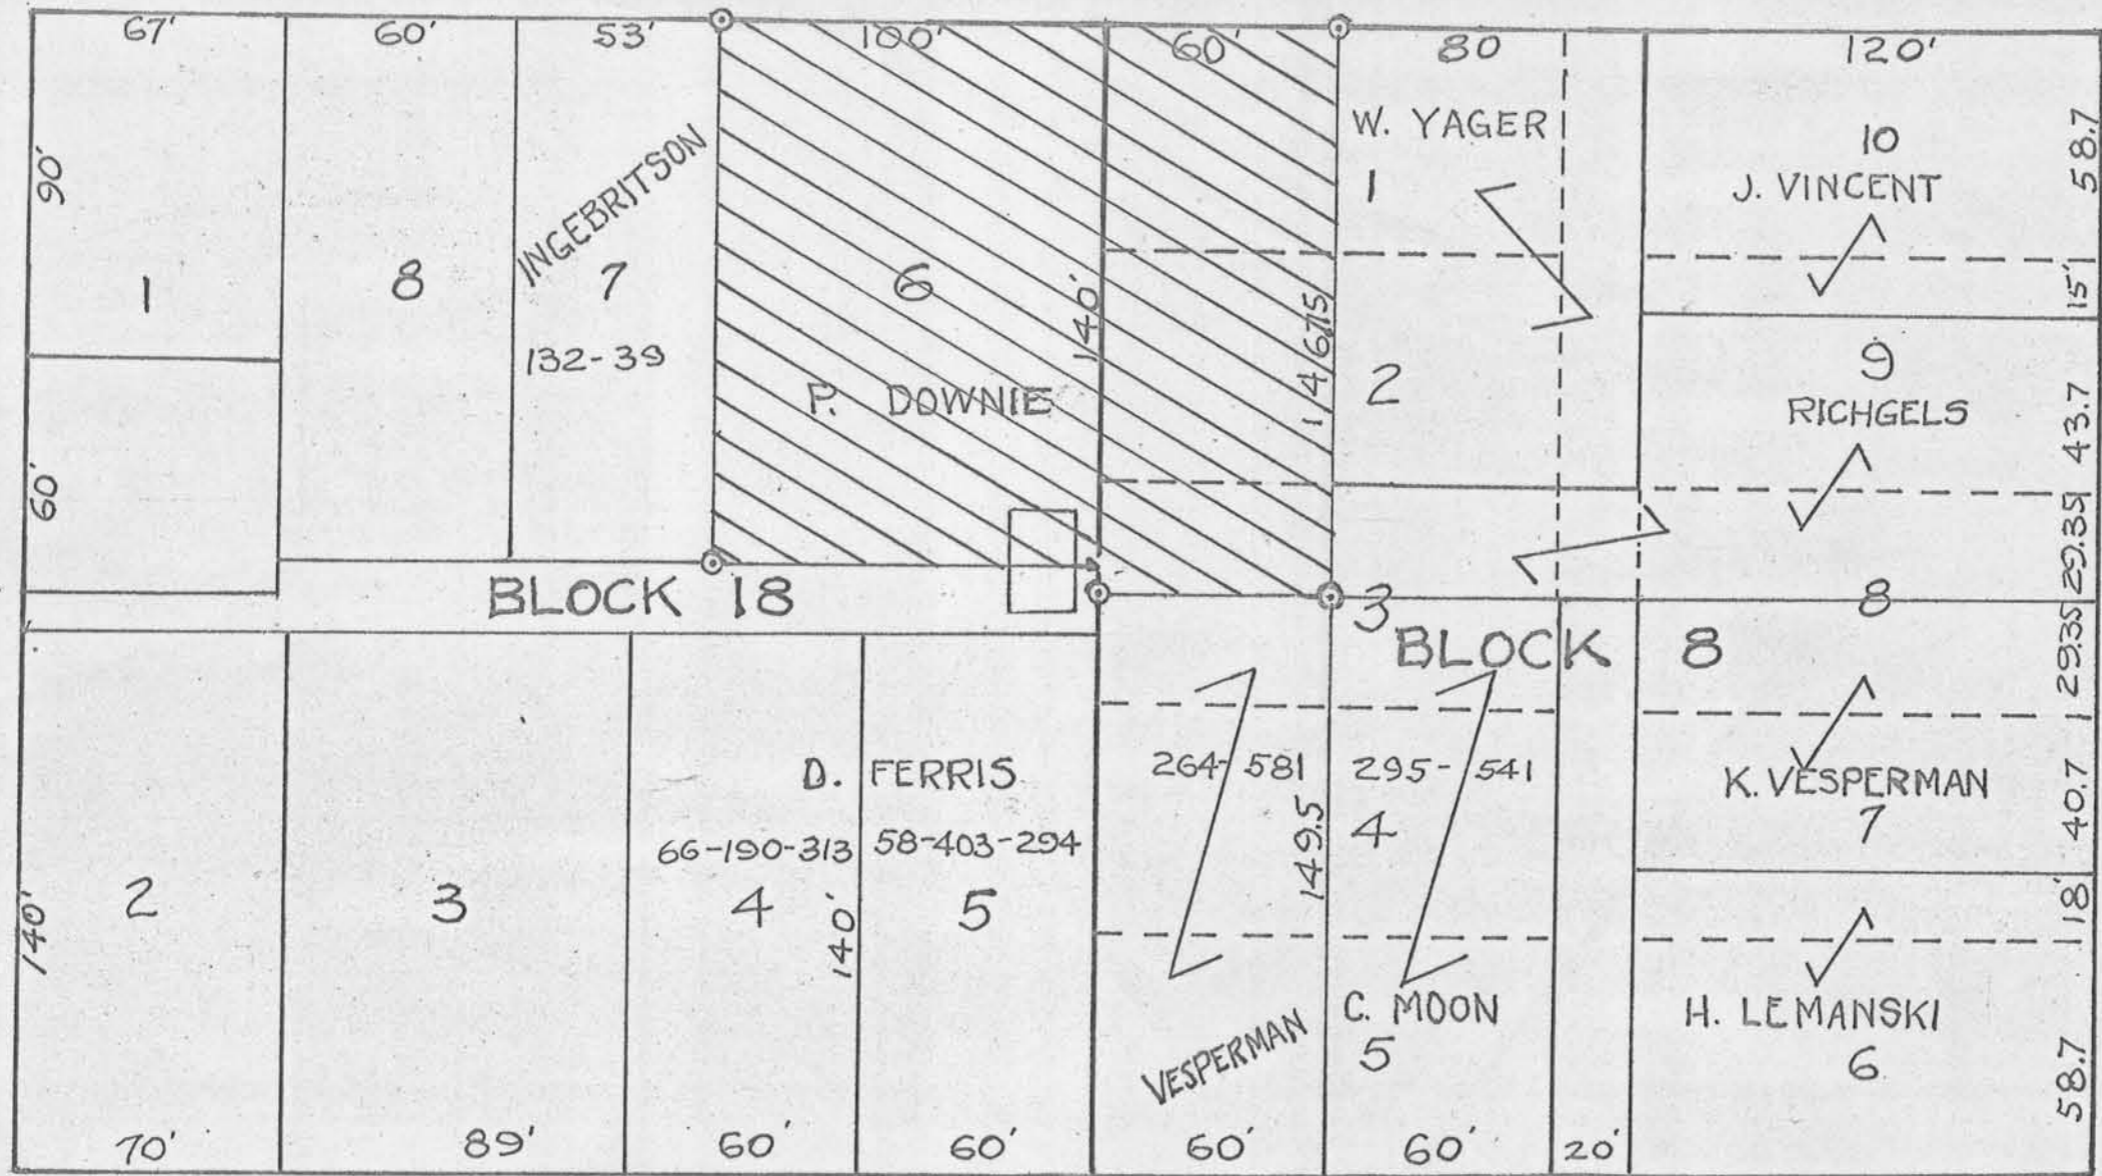 67' 60' 53' 100' 60' 80 120'
90'
INGEBRITSON
W. YAGER
1
10
J. VINCENT
58.7
1
8
7
6
140'
146.715
15'
132-39
P. DOWNIE
2
9
RICHGELS
43.7
60'
29.35
BLOCK 18
3
8
BLOCK 8
29.35
D. FERRIS
264-581
295-541
K. VESPERMAN
7
40.7
66-190-313
58-403-294
149.5
4
140'
2
3
4
140'
5
18'
VESPERMAN
C. MOON
5
H. LEMANSKI
6
58.7
70' 89' 60' 60' 60' 60' 20'